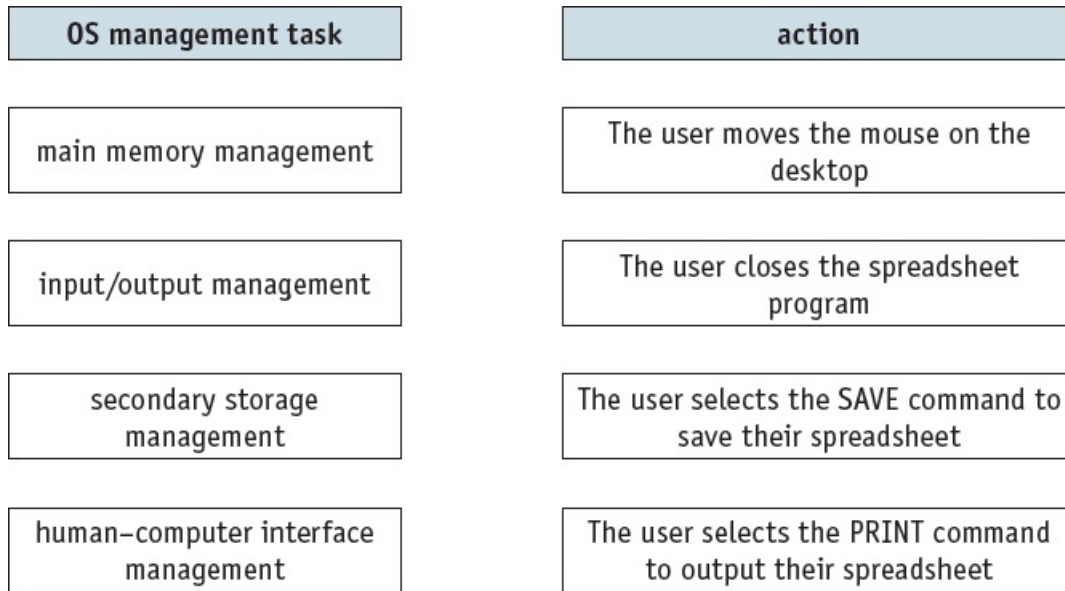 OS management task
action
main memory management
The user moves the mouse on the
desktop
input/output management
The user closes the spreadsheet
program
secondary storage
management
The user selects the SAVE command to
save their spreadsheet
human–computer interface
management
The user selects the PRINT command
to output their spreadsheet